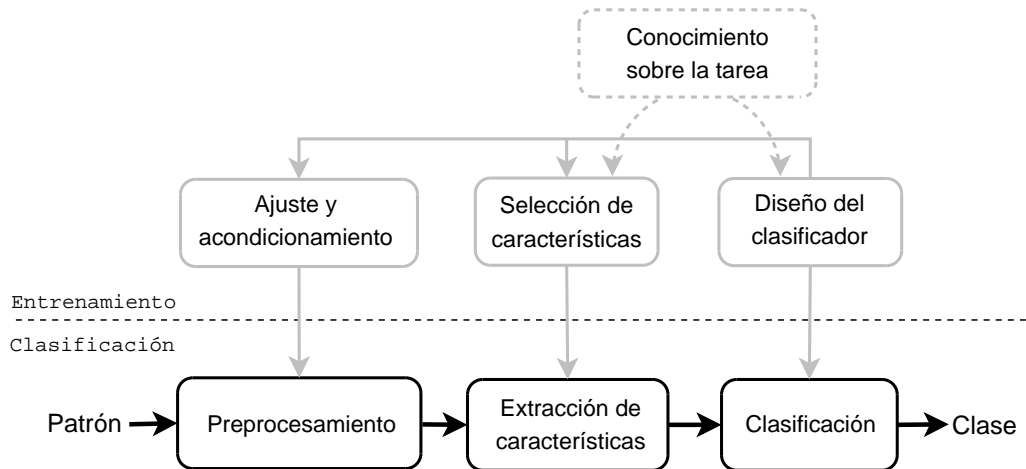 Conocimiento
sobre la tarea
Ajuste y
acondicionamiento
Selección de
características
Diseño del
clasificador
Entrenamiento
Clasificación
Patrón
Preprocesamiento
Extracción de
características
Clasificación
Clase